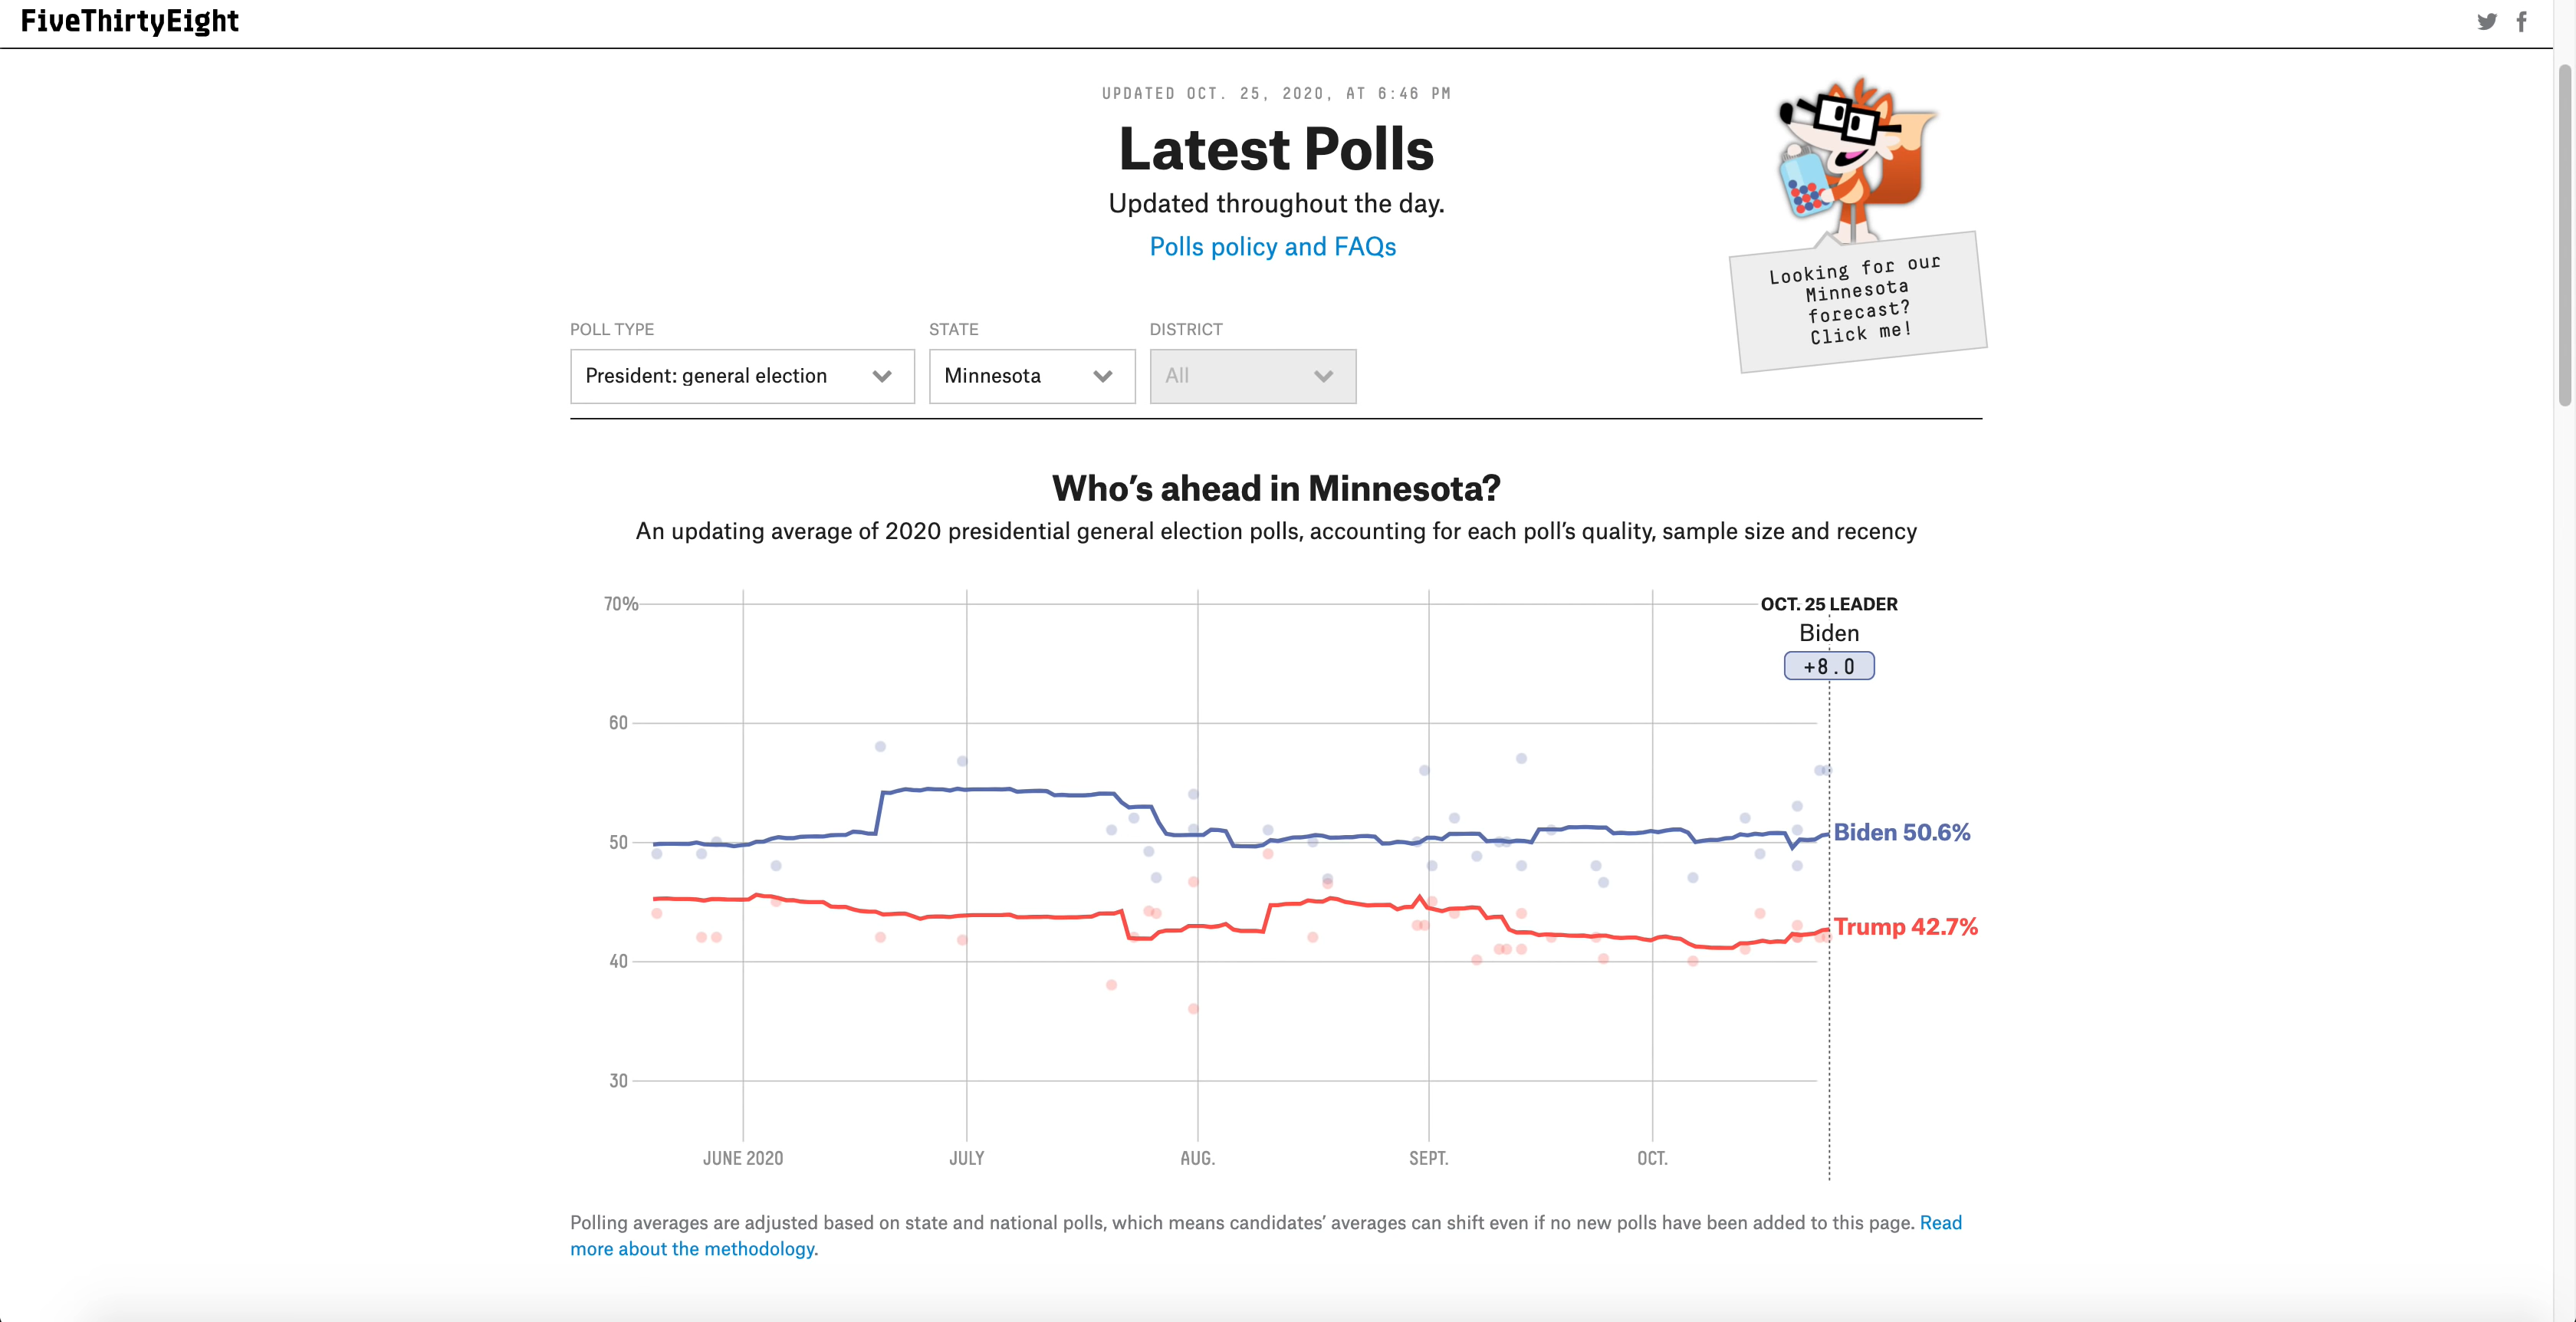 FiveThirtyEight
UPDATED OCT. 25, 2020, AT 6:46 PM
Latest Polls
Updated throughout the day.
Polls policy and FAQs
Looking for our
Minnesota
forecast?
Click me!
POLL TYPE
STATE
DISTRICT
President: general election
Minnesota
All
Who’s ahead in Minnesota?
An updating average of 2020 presidential general election polls, accounting for each poll’s quality, sample size and recency
70%
OCT. 25 LEADER
Biden
+8.0
60
50
Biden 50.6%
Trump 42.7%
40
30
JUNE 2020
JULY
AUG.
SEPT.
OCT.
Polling averages are adjusted based on state and national polls, which means candidates’ averages can shift even if no new polls have been added to this page. Read
more about the methodology.